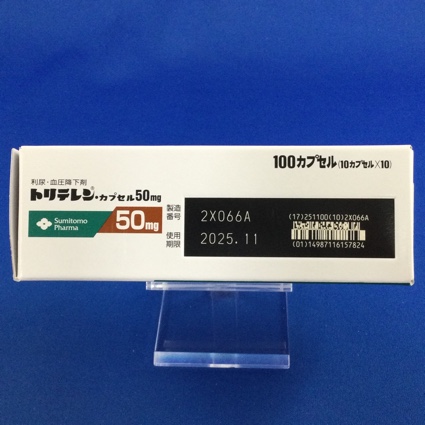 100カプセル(10カプセル×10)
利尿・血圧降下剤
トリテレン®・カプセル50mg
Sumitomo
Pharma
50mg
製造
番号
2X066A
使用
期限
2025.11
(17)251100(10)2X066A
(01)14987116157824